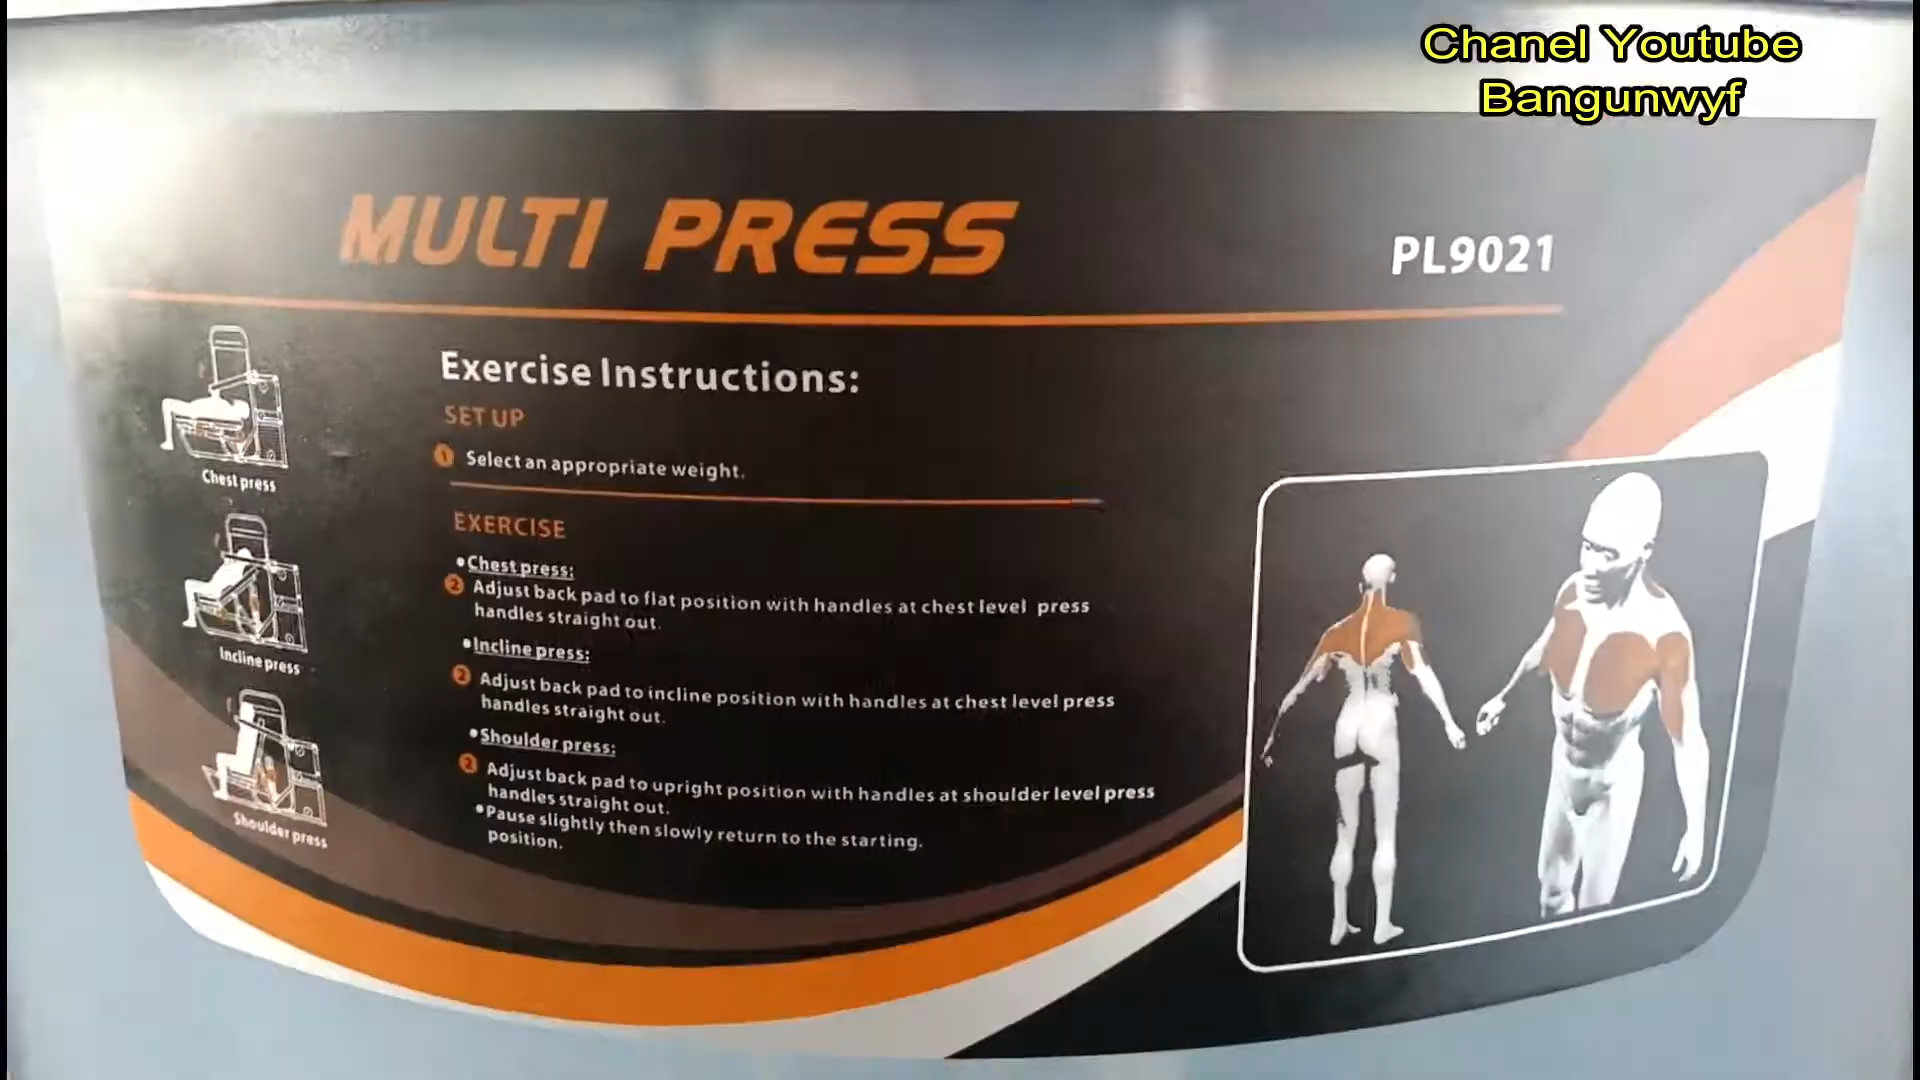 Chanel Youtube
Bangunwyf
MULTI PRESS
PL9021
Chest press
Incline press
Shoulder press
Exercise Instructions:
SET UP
1 Select an appropriate weight.
EXERCISE
•Chest press:
2 Adjust back pad to flat position with handles at chest level press
handles straight out.
•Incline press:
2 Adjust back pad to incline position with handles at chest level press
handles straight out.
•Shoulder press:
2 Adjust back pad to upright position with handles at shoulder level press
handles straight out.
•Pause slightly then slowly return to the starting.
position.